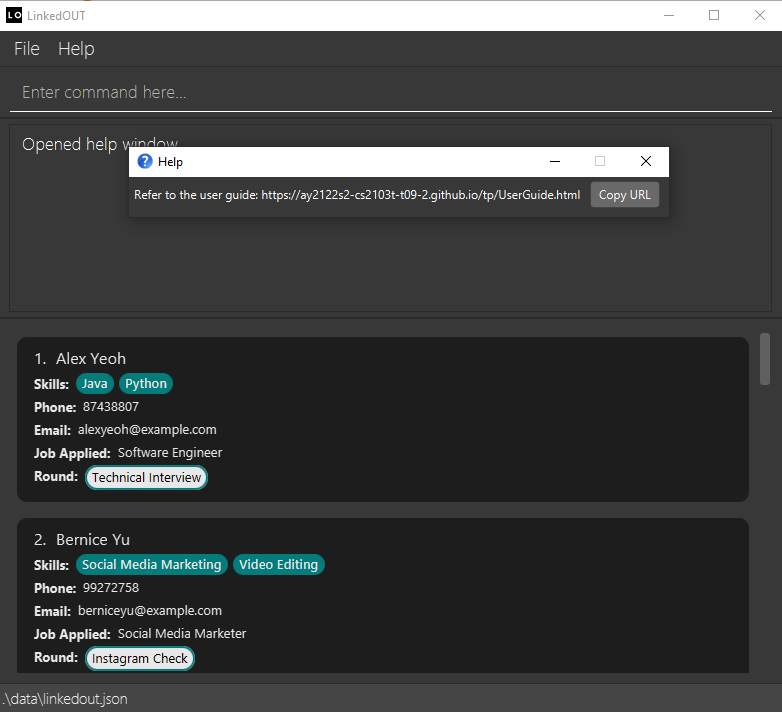 LO LinkedOUT
File Help
Enter command here...
Opened help window
Help
Refer to the user guide: https://ay2122s2-cs2103t-t09-2.github.io/tp/UserGuide.html Copy URL
1. Alex Yeoh
Skills: Java Python
Phone: 87438807
Email: alexyeoh@example.com
Job Applied: Software Engineer
Round: Technical Interview
2. Bernice Yu
Skills: Social Media Marketing Video Editing
Phone: 99272758
Email: berniceyu@example.com
Job Applied: Social Media Marketer
Round: Instagram Check
.\data\linkedout.json